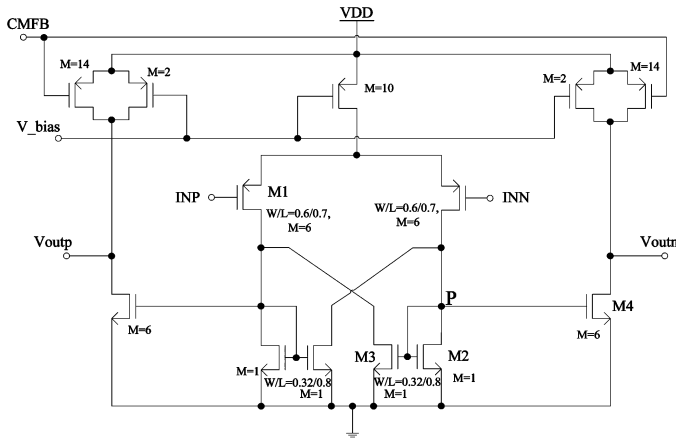 VDD
CMFB
M=14
M=2
M=10
M=2
M=14
V_bias
M1
INP
INN
W/L=0.6/0.7,
M=6
W/L=0.6/0.7,
M=6
Voutp
Voutn
P
M4
M=6
M=6
M3
M2
M=1
W/L=0.32/0.8
M=1
W/L=0.32/0.8
M=1
M=1